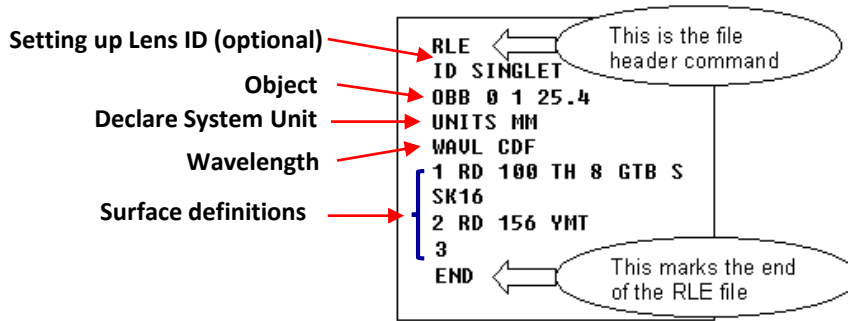 Setting up Lens ID (optional)
Object
Declare System Unit
Wavelength
Surface definitions
RLE
ID SINGLET
OBB 0 1 25.4
UNITS MM
WAVL CDF
1 RD 100 TH 8 GTB S
SK16
2 RD 156 YMT
3
END
This is the file
header command
This marks the end
of the RLE file